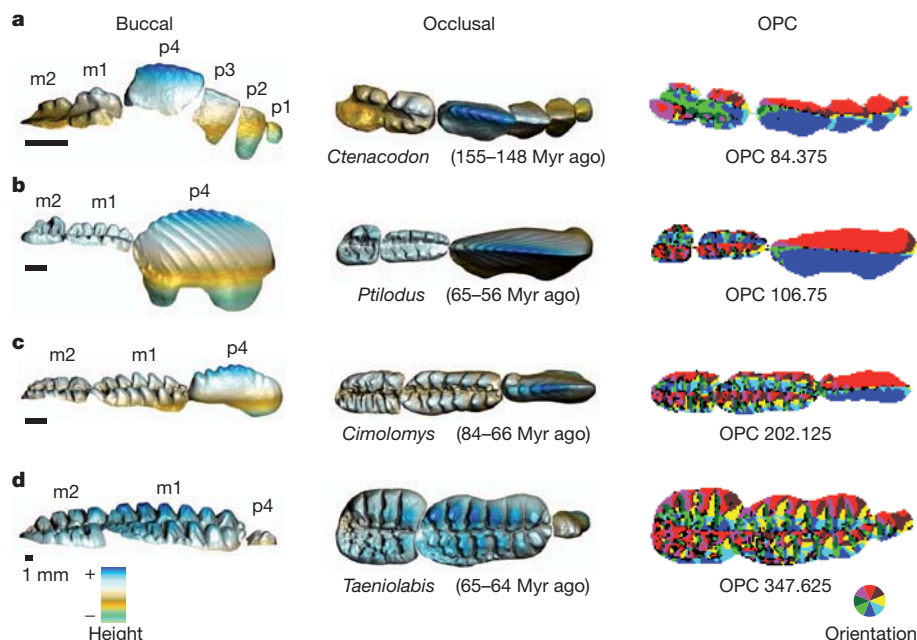 a Buccal Occlusal OPC
m2 m1 p4 p3 p2 p1
Ctenacodon (155–148 Myr ago) OPC 84.375
b
m2 m1 p4
Ptilodus (65–56 Myr ago) OPC 106.75
c
m2 m1 p4
Cimolomys (84–66 Myr ago) OPC 202.125
d
m2 m1 p4
1 mm + –
Taeniolabis (65–64 Myr ago) OPC 347.625
Height Orientation